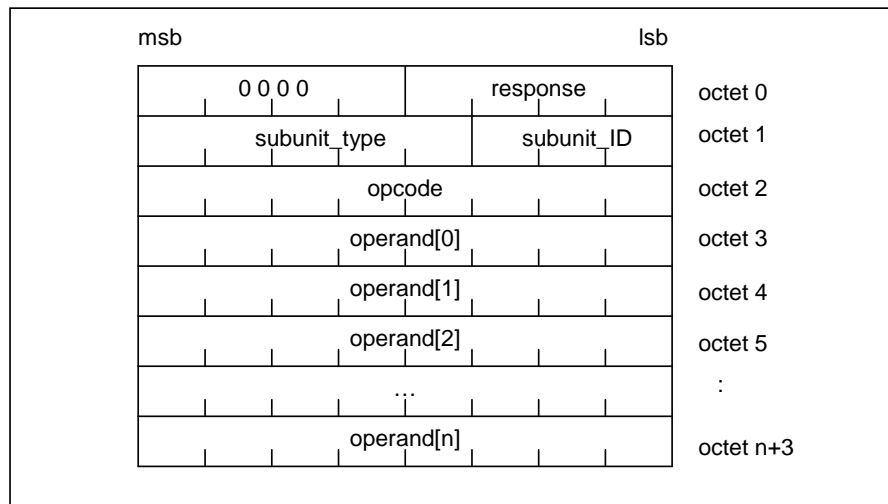 msb lsb
0 0 0 0 response octet 0
subunit_type subunit_ID octet 1
opcode octet 2
operand[0] octet 3
operand[1] octet 4
operand[2] octet 5
... :
operand[n] octet n+3